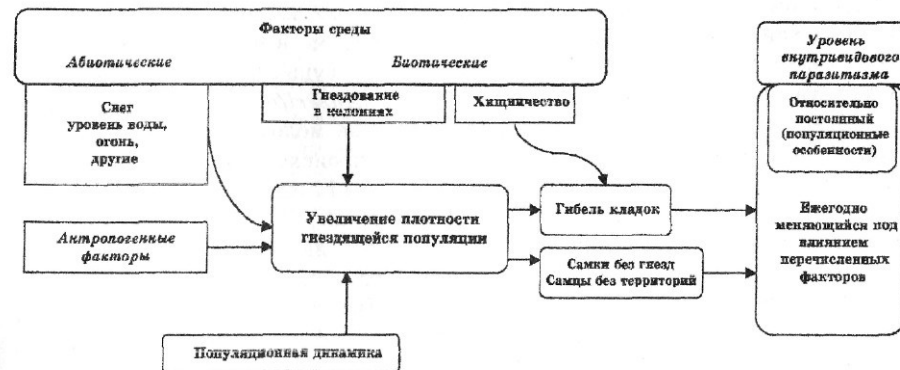 Факторы среды
Абиотические
Биотические
Снег
уровень воды,
огонь,
другие
Гнездование
в колониях
Хищничество
Уровень
внутривидового
паразитизма
Относительно
постоянный
(популяционные
особенности)
Увеличение плотности
гнездящейся популяции
Гибель кладок
Антропогенные
факторы
Самки без гнезд
Самцы без территорий
Ежегодно
меняющийся под
влиянием
перечисленных
факторов
Популяционная динамика